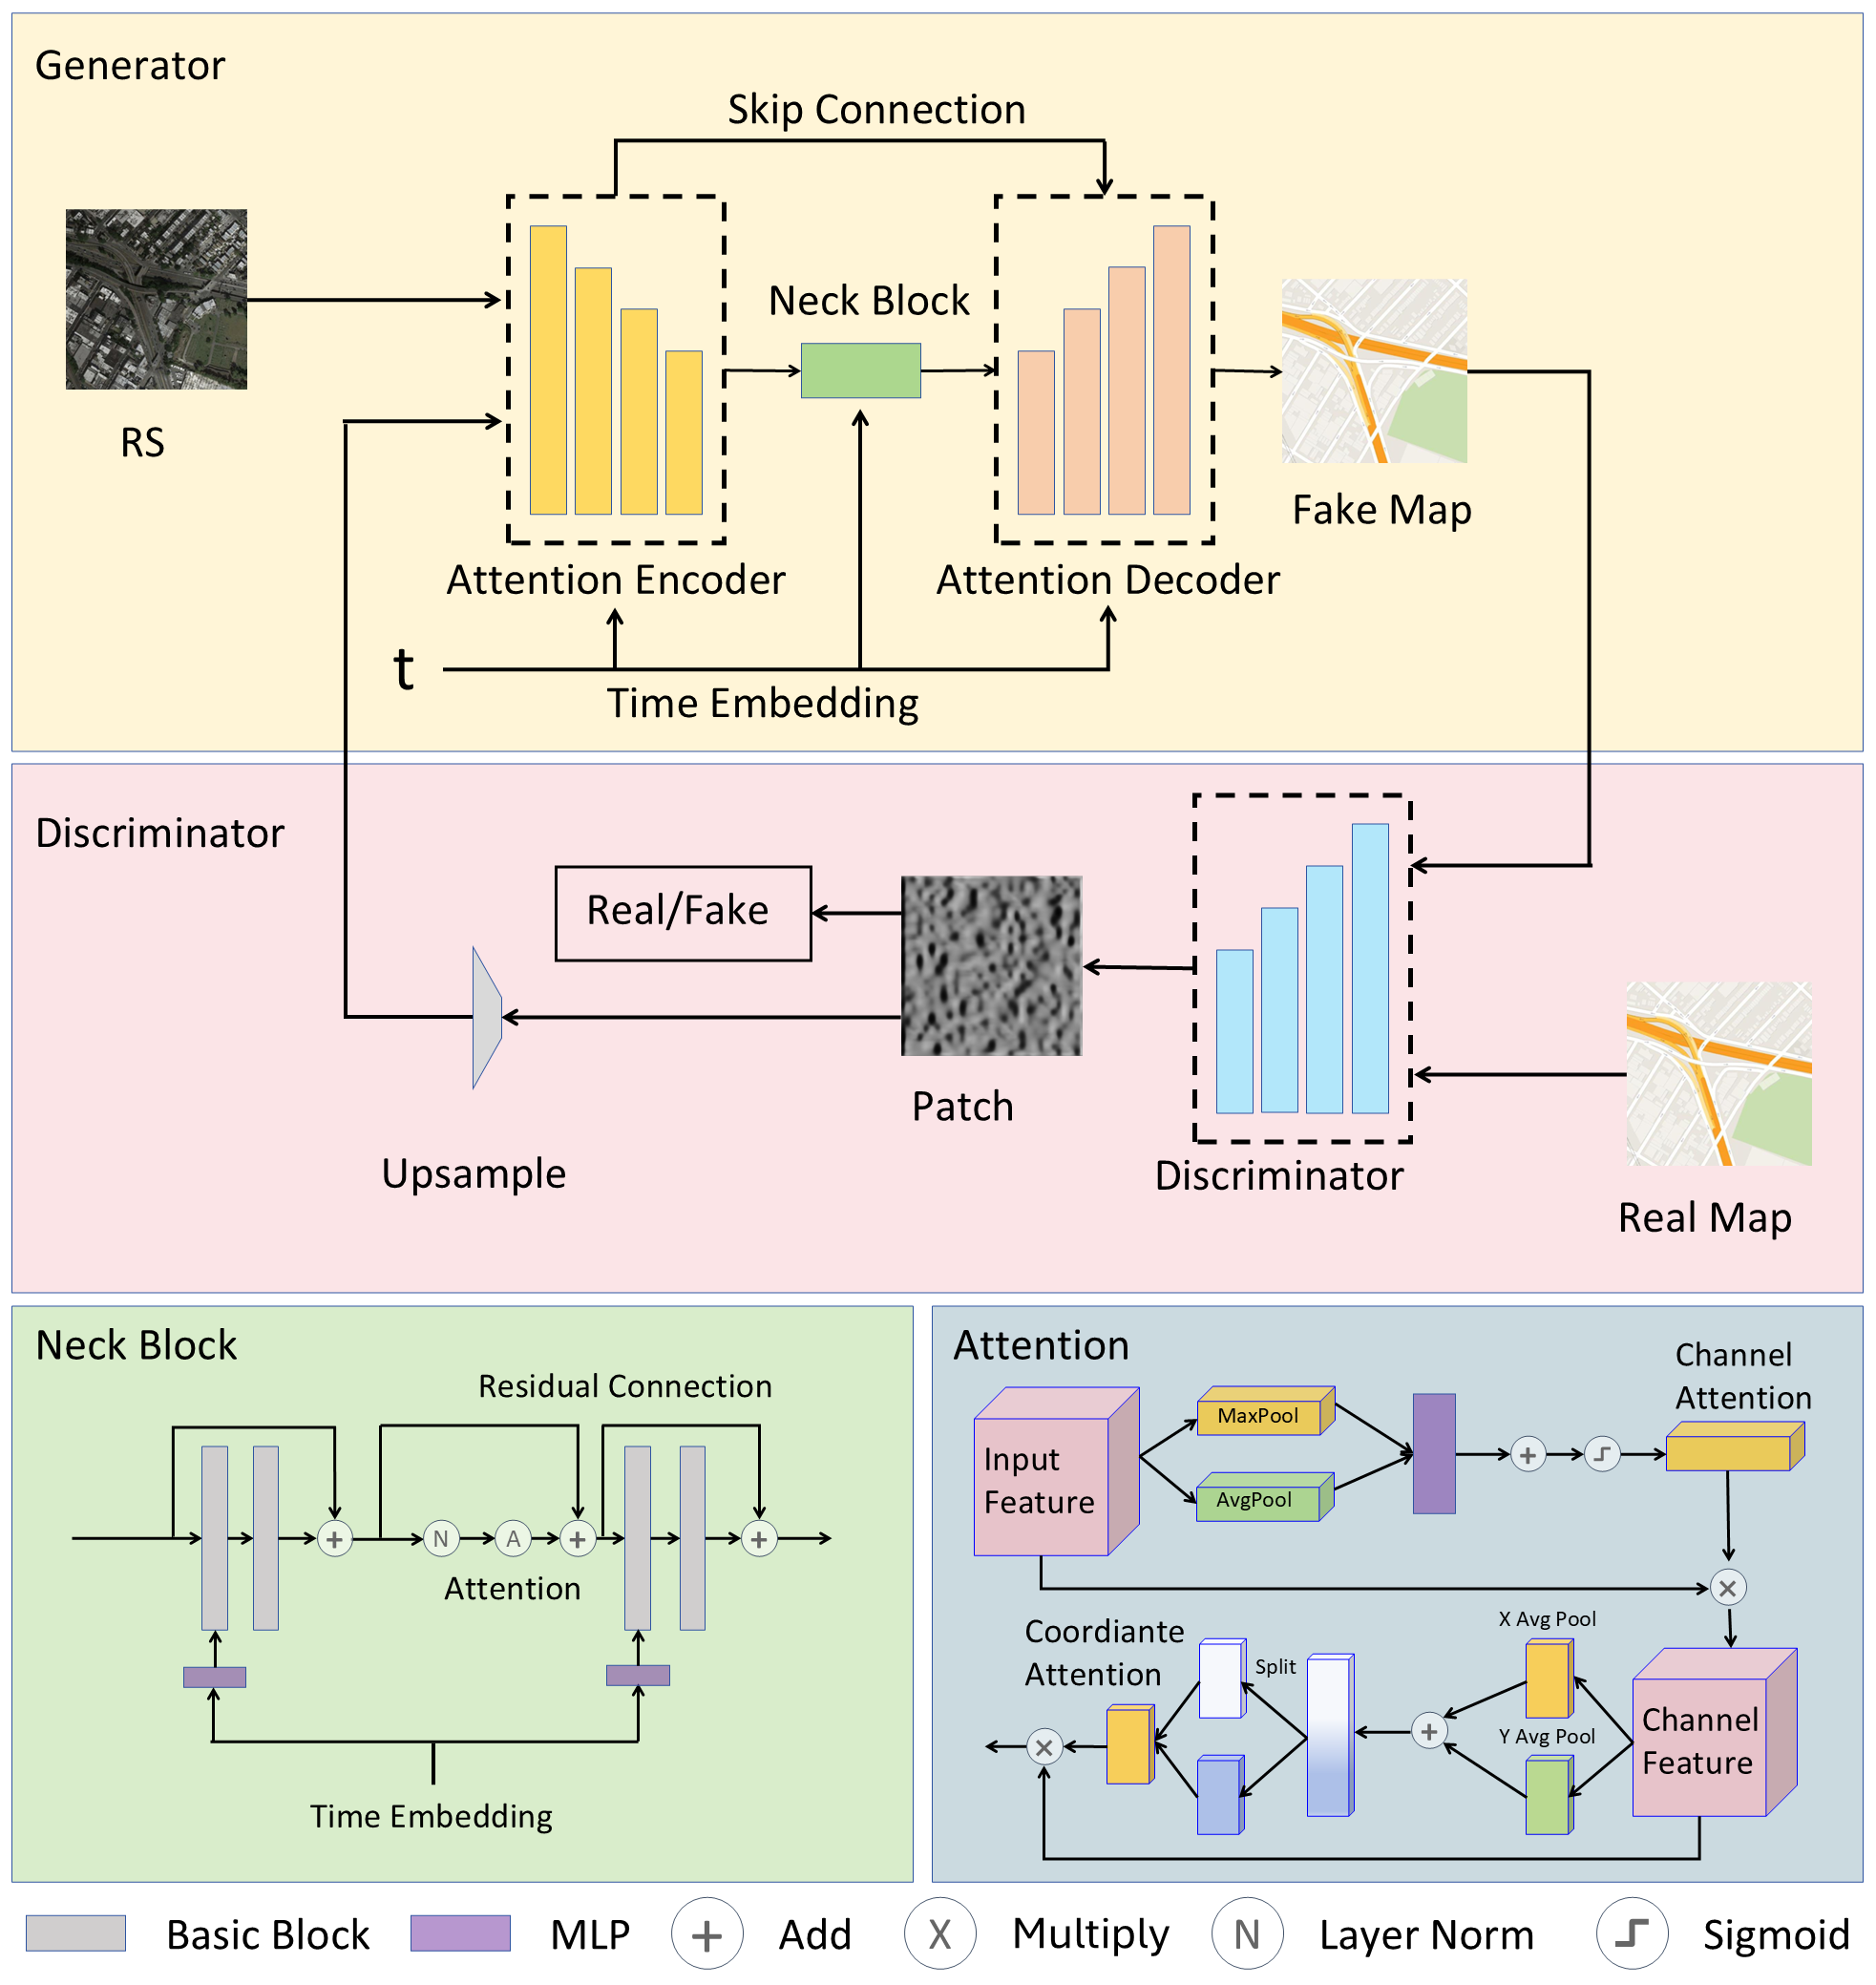 Generator
Skip Connection
Neck Block
RS
Fake Map
Attention Encoder
Attention Decoder
t
Time Embedding
Discriminator
Real/Fake
Patch
Upsample
Discriminator
Real Map
Neck Block
Residual Connection
+
N
A
+
+
Attention
Time Embedding
Attention
Channel
Attention
MaxPool
Input
Feature
AvgPool
+
×
X Avg Pool
Coordiante
Attention
Split
Y Avg Pool
Channel
Feature
+
×
Basic Block
MLP
+
Add
X
Multiply
N
Layer Norm
Sigmoid